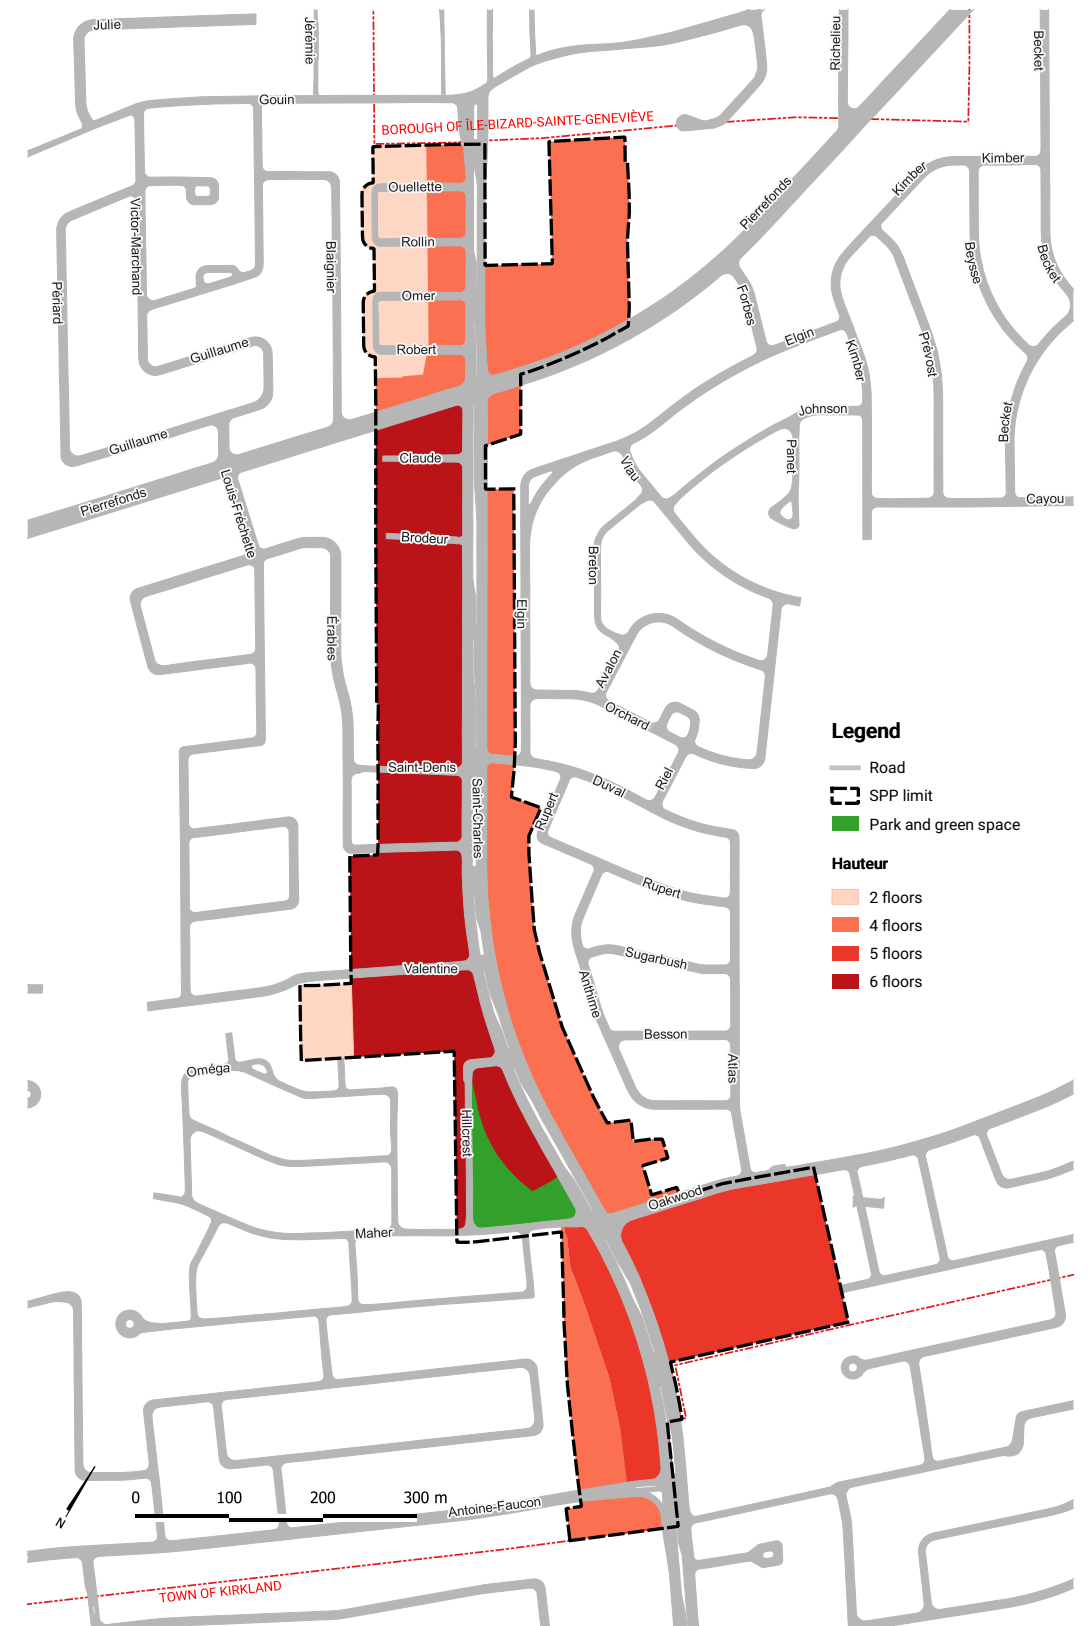 Julie
Jérémie
Richelieu
Becket
Gouin
BOROUGH OF ÎLE-BIZARD-SAINTE-GENEVIÈVE
Kimber
Kimber
Ouellette
Pierrefonds
Victor-Marchand
Rollin
Blaignier
Beysse
Becket
Périard
Omer
Forbes
Elgin
Guillaume
Robert
Kimber
Prévost
Johnson
Becket
Guillaume
Claude
Panet
Viau
Pierrefonds
Louis-Fréchette
Cayou
Brodeur
Breton
Elgin
Érables
Avalon
Orchard
Legend
Saint-Denis
Road
Riel
Duval
SPP limit
Saint-Charles
Rupert
Park and green space
Hauteur
Rupert
2 floors
4 floors
Sugarbush
5 floors
Valentine
6 floors
Anthime
Besson
Oméga
Atlas
Hillcrest
Oakwood
Maher
0 100 200 300 m
Antoine-Faucon
N
TOWN OF KIRKLAND